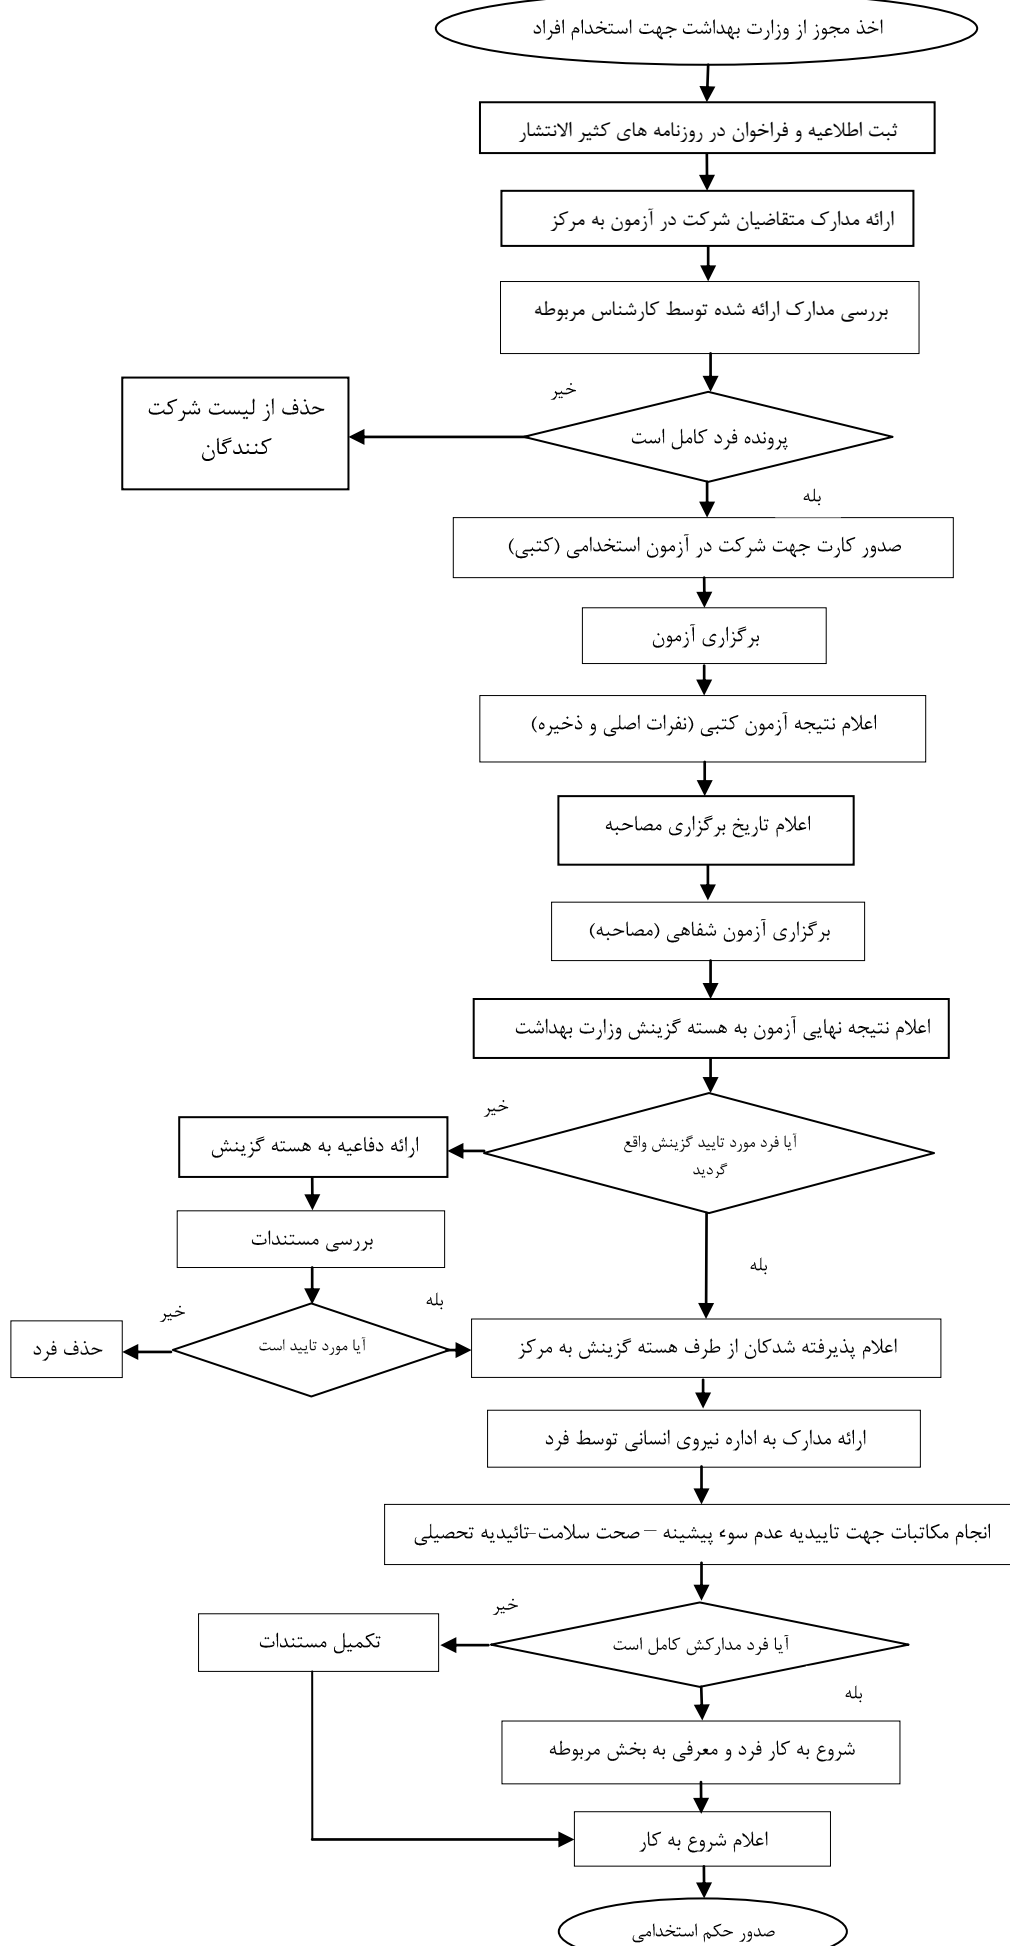 اخذ مجوز از وزارت بهداشت جهت استخدام افراد
ثبت اطلاعیه و فراخوان در روزنامه های کثیر الانتشار
ارائه مدارک متقاضیان شرکت در آزمون به مرکز
بررسی مدارک ارائه شده توسط کارشناس مربوطه
خیر
حذف از لیست شرکت
کنندگان
پرونده فرد کامل است
بله
صدور کارت جهت شرکت در آزمون استخدامی (کتبی)
برگزاری آزمون
اعلام نتیجه آزمون کتبی (نفرات اصلی و ذخیره)
اعلام تاریخ برگزاری مصاحبه
برگزاری آزمون شفاهی (مصاحبه)
اعلام نتیجه نهایی آزمون به هسته گزینش وزارت بهداشت
خیر
آیا فرد مورد تایید گزینش واقع
گردید
ارائه دفاعیه به هسته گزینش
بررسی مستندات
بله
بله
خیر
آیا مورد تایید است
حذف فرد
اعلام پذیرفته شدکان از طرف هسته گزینش به مرکز
ارائه مدارک به اداره نیروی انسانی توسط فرد
انجام مکاتبات جهت تاییدیه عدم سوء پیشینه – صحت سلامت-تائیدیه تحصیلی
خیر
آیا فرد مدارکش کامل است
تکمیل مستندات
بله
شروع به کار فرد و معرفی به بخش مربوطه
اعلام شروع به کار
صدور حکم استخدامی